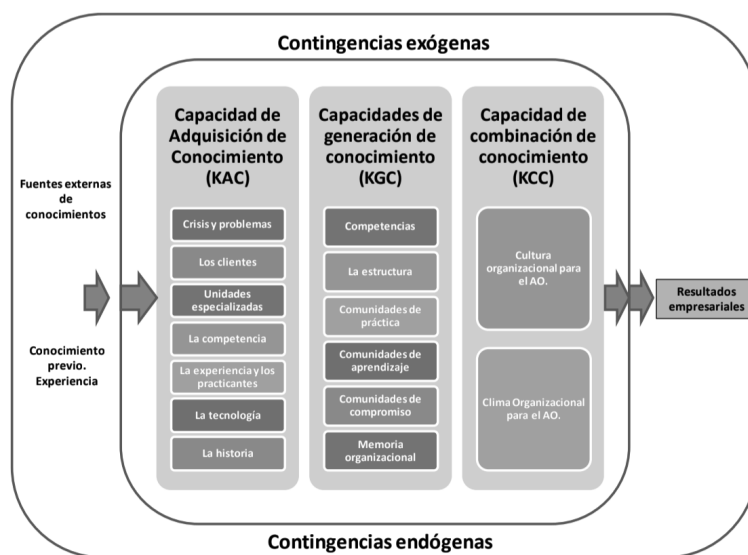 Contingencias exógenas
Fuentes externas
de
conocimientos
Conocimiento
previo.
Experiencia
Capacidad de
Adquisición de
Conocimiento
(KAC)
Crisis y problemas
Los clientes
Unidades
especializadas
La competencia
La experiencia y los
practicantes
La tecnología
La historia
Capacidades de
generación de
conocimiento
(KGC)
Competencias
La estructura
Comunidades de
práctica
Comunidades de
aprendizaje
Comunidades de
compromiso
Memoria
organizacional
Capacidad de
combinación de
conocimiento
(KCC)
Cultura
organizacional para
el AO.
Clima Organizacional
para el AO.
Resultados
empresariales
Contingencias endógenas